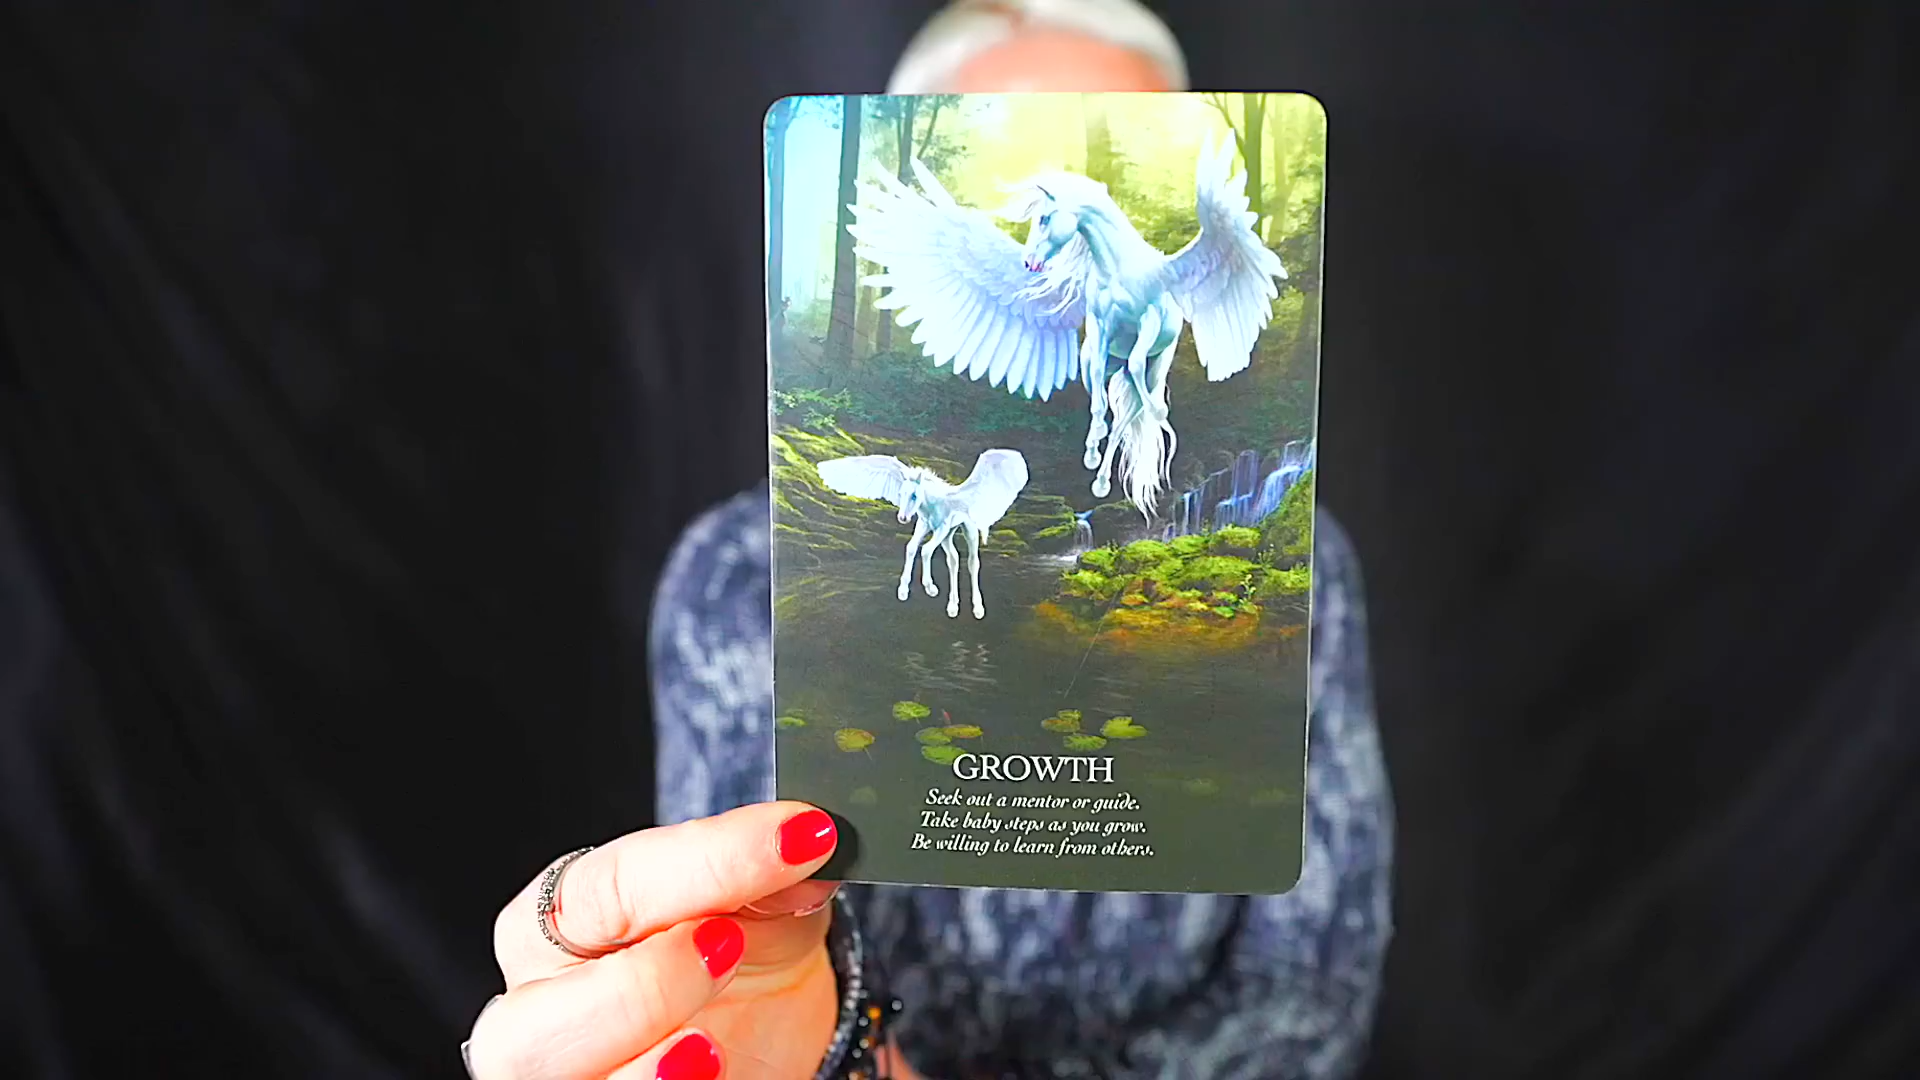 GROWTH
Seek out a mentor or guide.
Take baby steps as you grow.
Be willing to learn from others.